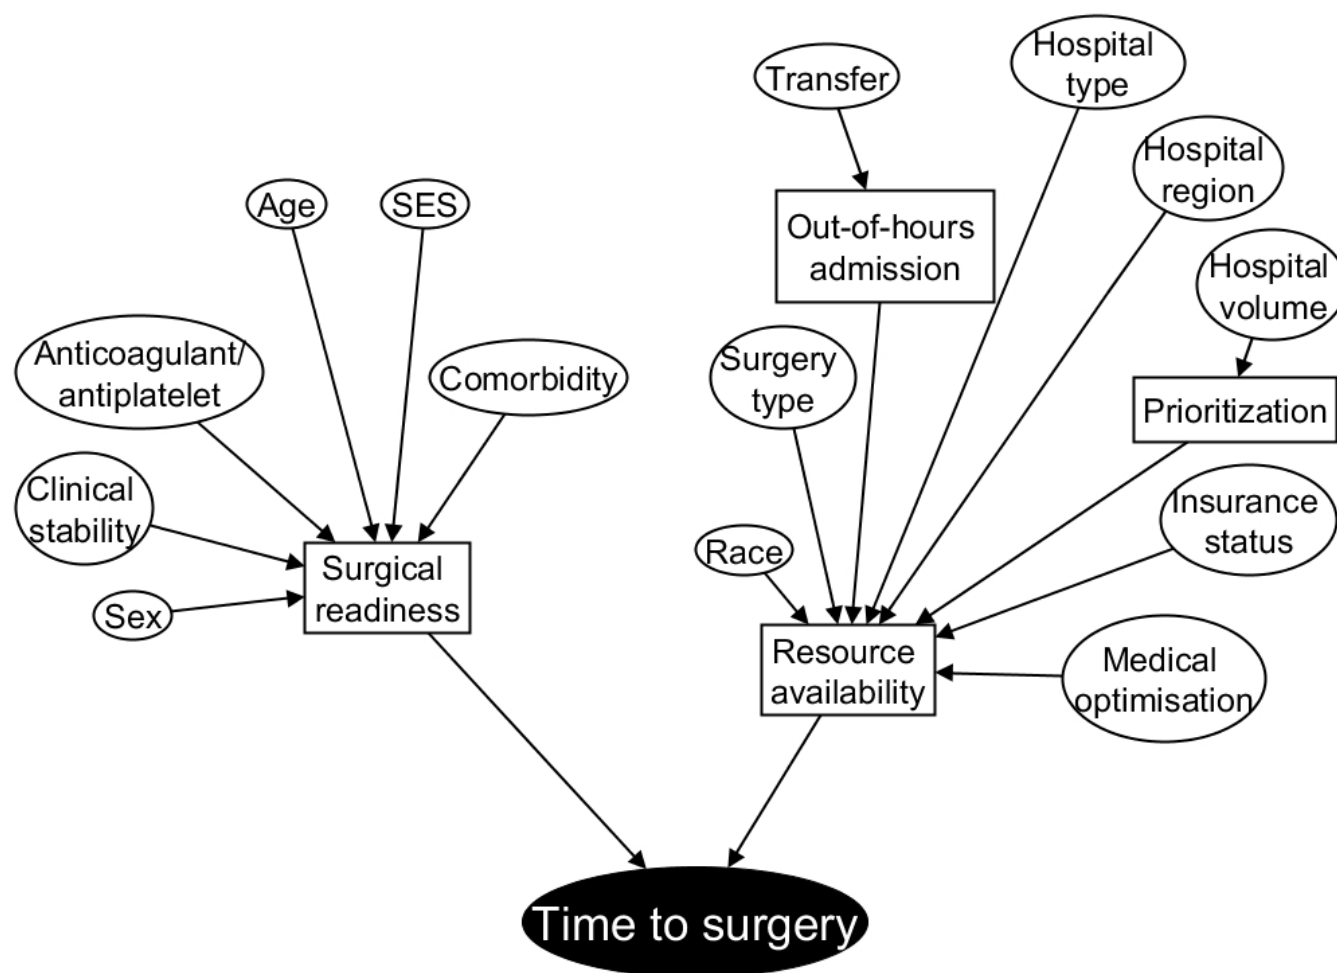 Hospital
type
Transfer
Hospital
region
Age
SES
Out-of-hours
admission
Hospital
volume
Anticoagulant/
antiplatelet
Comorbidity
Surgery
type
Prioritization
Clinical
stability
Insurance
status
Race
Surgical
readiness
Sex
Resource
availability
Medical
optimisation
Time to surgery